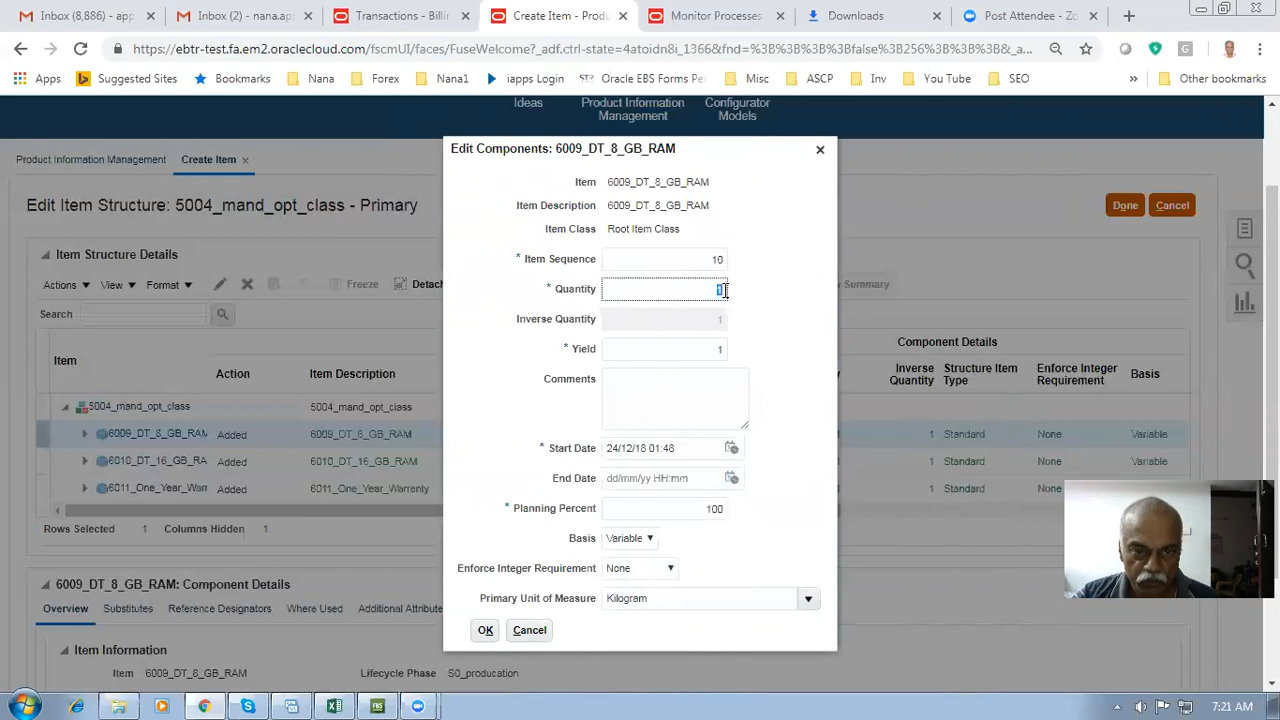 Inbox (6,886) - app
Inbox() - nana.ap
Transactions - Billin
Create Item - Produ
Monitor Processes
Downloads
Post Attendee - Zo
https://ebtr-test.fa.em2.oraclecloud.com/fscmUI/faces/FuseWelcome?_adf.ctrl-state=4atoidn8i_1366&fnd=%3B%3B%3B%3Bfalse%3B256%3B%3B%3B&_a...
Apps
Suggested Sites
Bookmarks
Nana
Forex
Nana1
iapps Login
Oracle EBS Forms Pe
Misc
ASCP
Inv
You Tube
SEO
Other bookmarks
Ideas
Product Information Management
Configurator Models
Product Information Management
Create Item
Edit Item Structure: 5004_mand_opt_class - Primary
Done
Cancel
Item Structure Details
Actions
View
Format
Freeze
Detach
Summary
Search
Component Details
Item
Action
Item Description
Inverse Quantity
Structure Item Type
Enforce Integer Requirement
Basis
5004_mand_opt_class
5004_mand_opt_class
6009_DT_8_GB_RAM
Added
6009_DT_8_GB_RAM
1
Standard
None
Variable
6010_DT_16_GB_RA
Added
6010_DT_16_GB_RAM
1
Standard
None
Variable
6011_One_Year_Warr
Added
6011_One_Year_Warrenty
1
Standard
None
Rows Selected 1
Columns Hidden 1
6009_DT_8_GB_RAM: Component Details
Overview
Substitutes
Reference Designators
Where Used
Additional Attribute
Item Information
Item 6009_DT_8_GB_RAM
Lifecycle Phase S0_producation
Edit Components: 6009_DT_8_GB_RAM
Item 6009_DT_8_GB_RAM
Item Description 6009_DT_8_GB_RAM
Item Class Root Item Class
* Item Sequence 10
* Quantity 1
Inverse Quantity 1
* Yield 1
Comments
* Start Date 24/12/18 01:48
End Date dd/mm/yy HH:mm
* Planning Percent 100
Basis Variable
Enforce Integer Requirement None
Primary Unit of Measure Kilogram
OK
Cancel
7:21 AM